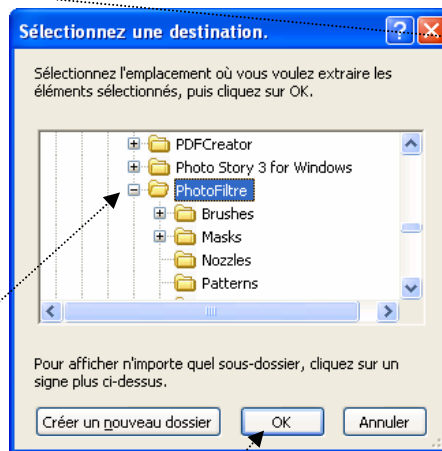 Sélectionnez une destination.
Sélectionnez l'emplacement où vous voulez extraire les
éléments sélectionnés, puis cliquez sur OK.
PDFCreator
Photo Story 3 for Windows
PhotoFiltre
Brushes
Masks
Nozzles
Patterns
Pour afficher n'importe quel sous-dossier, cliquez sur un
signe plus ci-dessus.
Créer un nouveau dossier OK Annuler